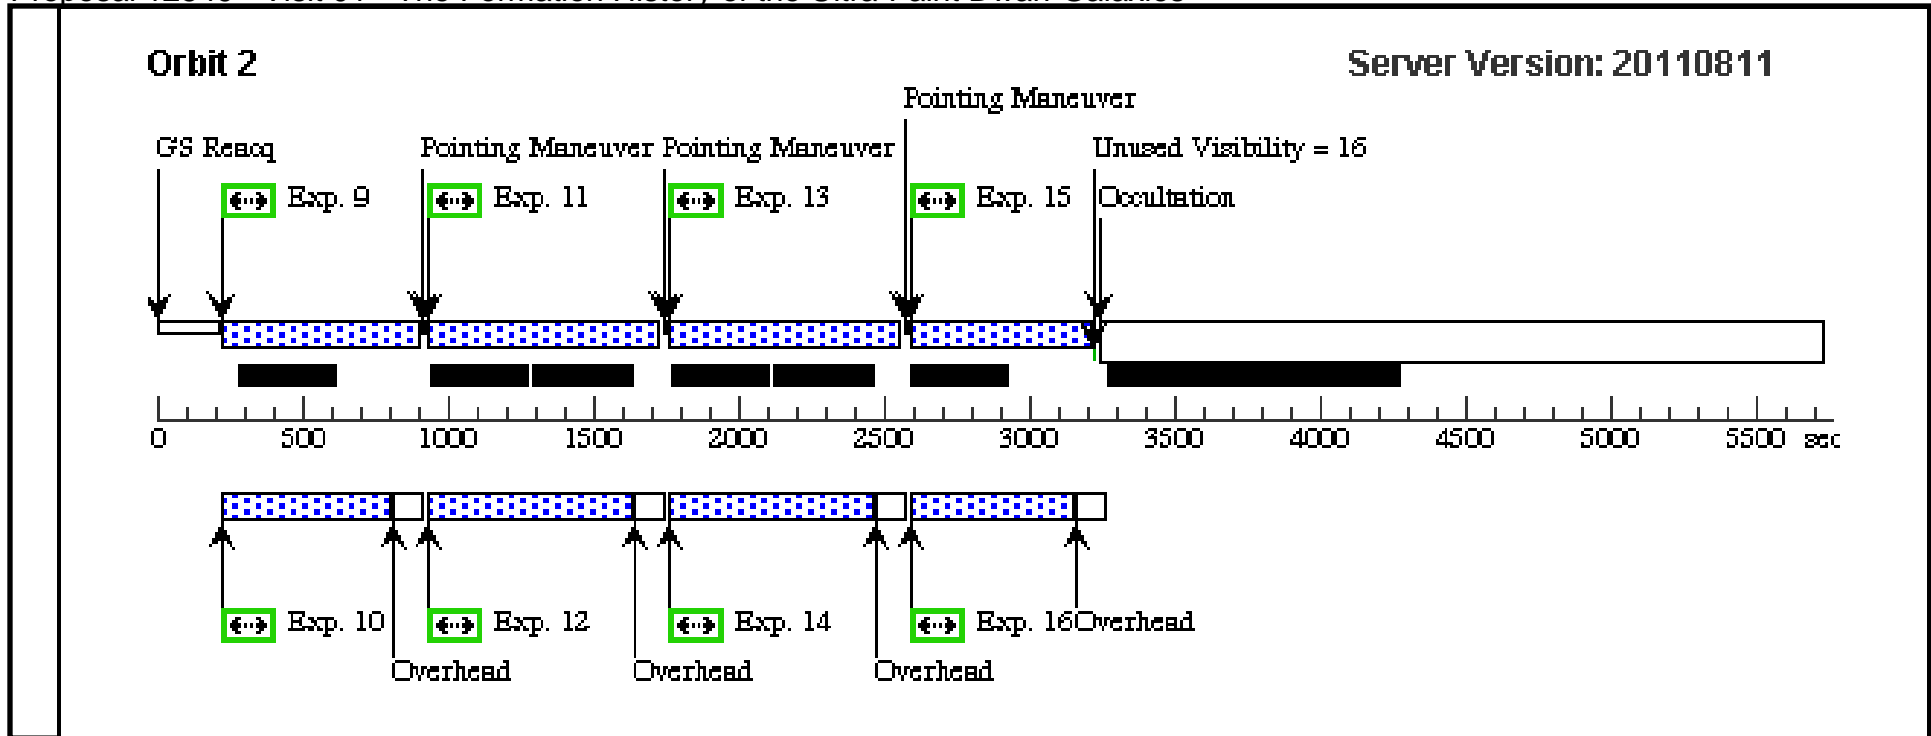 Orbit 2
Server Version: 20110811
Pointing Maneuver
GS Reacq
Pointing Maneuver
Pointing Maneuver
Unused Visibility = 16
Exp. 9
Exp. 11
Exp. 13
Exp. 15
Occultation
0 500 1000 1500 2000 2500 3000 3500 4000 4500 5000 5500 sec
Exp. 10
Exp. 12
Exp. 14
Exp. 16
Overhead
Overhead
Overhead
Overhead